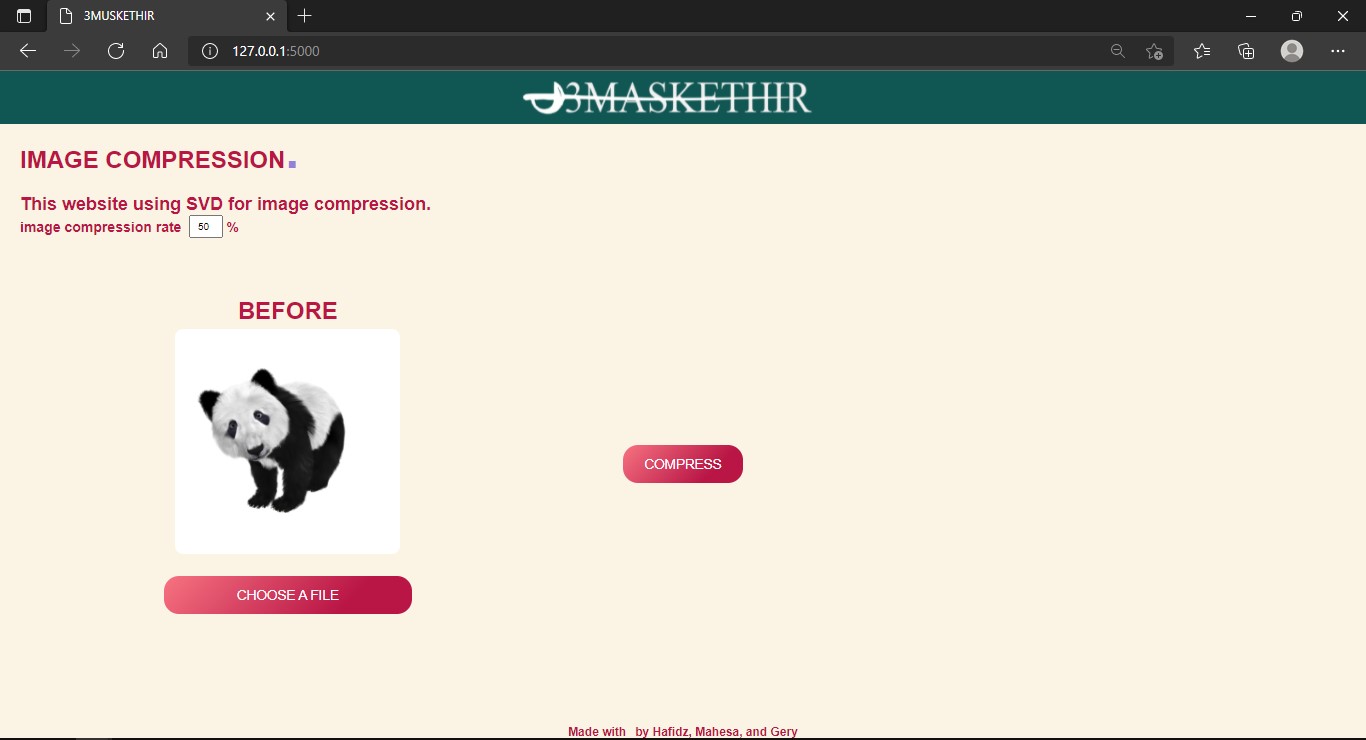 3MUSKETHIR
127.0.0.1:5000
3MASKETHIR
IMAGE COMPRESSION
This website using SVD for image compression.
image compression rate 50 %
BEFORE
COMPRESS
CHOOSE A FILE
Made with by Hafidz, Mahesa, and Gery